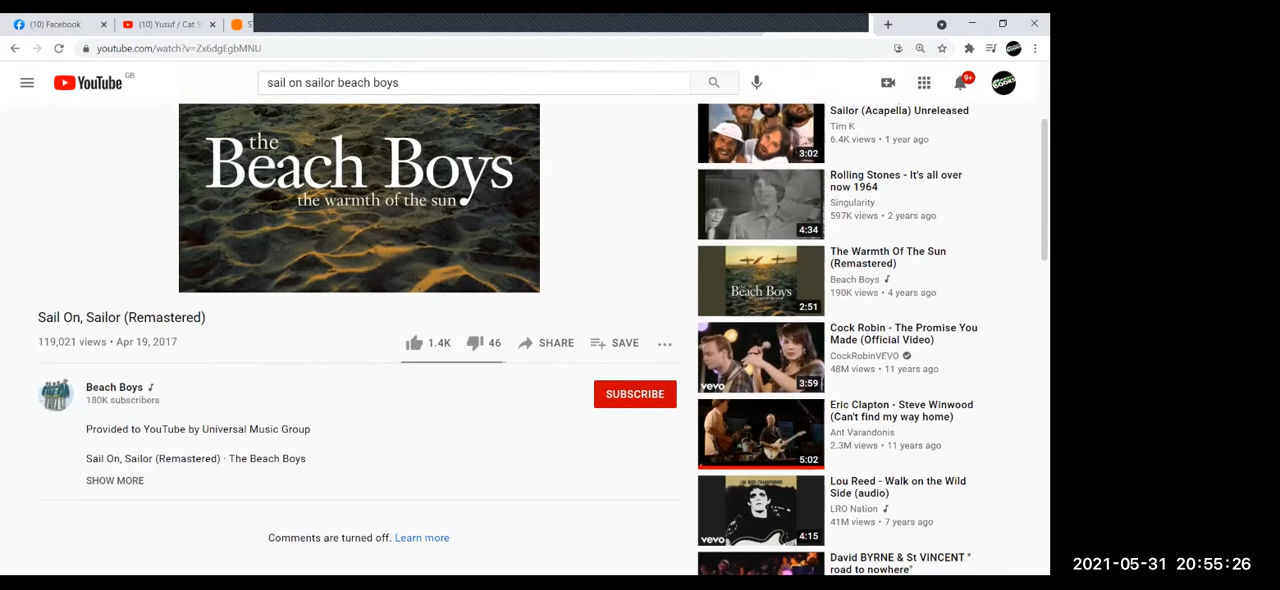 (10) Facebook
(10) Yusuf / Cat
youtube.com/watch?v=Zx6dgEgbMNU
YouTube GB
sail on sailor beach boys
9+
the
Beach Boys
the warmth of the sun
Sail On, Sailor (Remastered)
119,021 views • Apr 19, 2017
1.4K
46
SHARE
SAVE
Beach Boys
180K subscribers
SUBSCRIBE
Provided to YouTube by Universal Music Group
Sail On, Sailor (Remastered) · The Beach Boys
SHOW MORE
Comments are turned off. Learn more
Sailor (Acapella) Unreleased
Tim K
6.4K views • 1 year ago
3:02
Rolling Stones - It's all over
now 1964
Singularity
597K views • 2 years ago
4:34
The Warmth Of The Sun
(Remastered)
Beach Boys
190K views • 4 years ago
Beach Boys
2:51
Cock Robin - The Promise You
Made (Official Video)
CockRobinVEVO
48M views • 11 years ago
vevo
3:59
Eric Clapton - Steve Winwood
(Can't find my way home)
Ant Varandonis
2.3M views • 11 years ago
5:02
Lou Reed - Walk on the Wild
Side (audio)
LRO Nation
41M views • 7 years ago
vevo
4:15
David BYRNE & St VINCENT "
road to nowhere"
2021-05-31 20:55:26